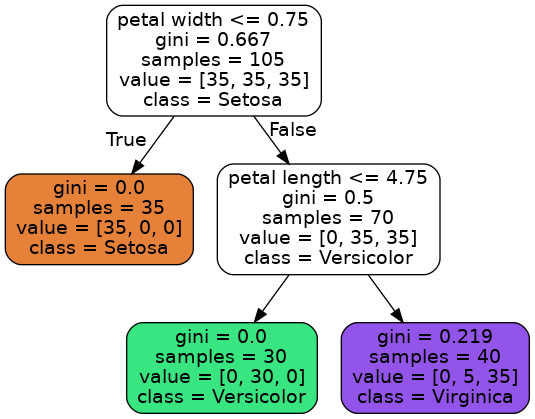 petal width <= 0.75
gini = 0.667
samples = 105
value = [35, 35, 35]
class = Setosa
True
False
gini = 0.0
samples = 35
value = [35, 0, 0]
class = Setosa
petal length <= 4.75
gini = 0.5
samples = 70
value = [0, 35, 35]
class = Versicolor
gini = 0.0
samples = 30
value = [0, 30, 0]
class = Versicolor
gini = 0.219
samples = 40
value = [0, 5, 35]
class = Virginica